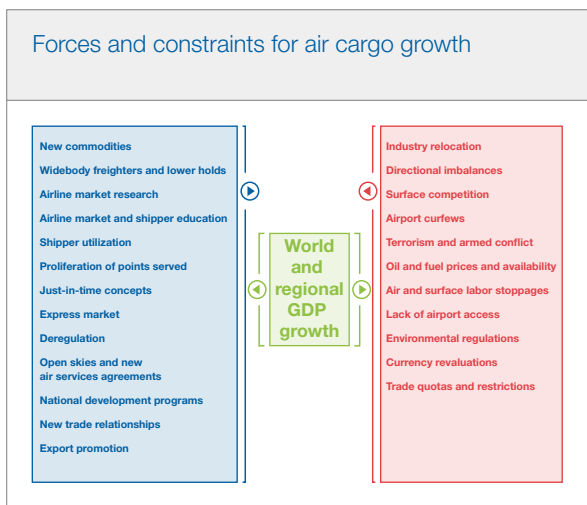 Forces and constraints for air cargo growth
New commodities
Widebody freighters and lower holds
Airline market research
Airline market and shipper education
Shipper utilization
Proliferation of points served
Just-in-time concepts
Express market
Deregulation
Open skies and new
air services agreements
National development programs
New trade relationships
Export promotion
World
and
regional
GDP
growth
Industry relocation
Directional imbalances
Surface competition
Airport curfews
Terrorism and armed conflict
Oil and fuel prices and availability
Air and surface labor stoppages
Lack of airport access
Environmental regulations
Currency revaluations
Trade quotas and restrictions